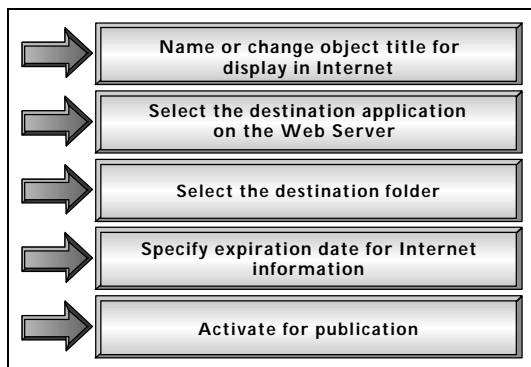 Name or change object title for
display in Internet
Select the destination application
on the Web Server
Select the destination folder
Specify expiration date for Internet
information
Activate for publication